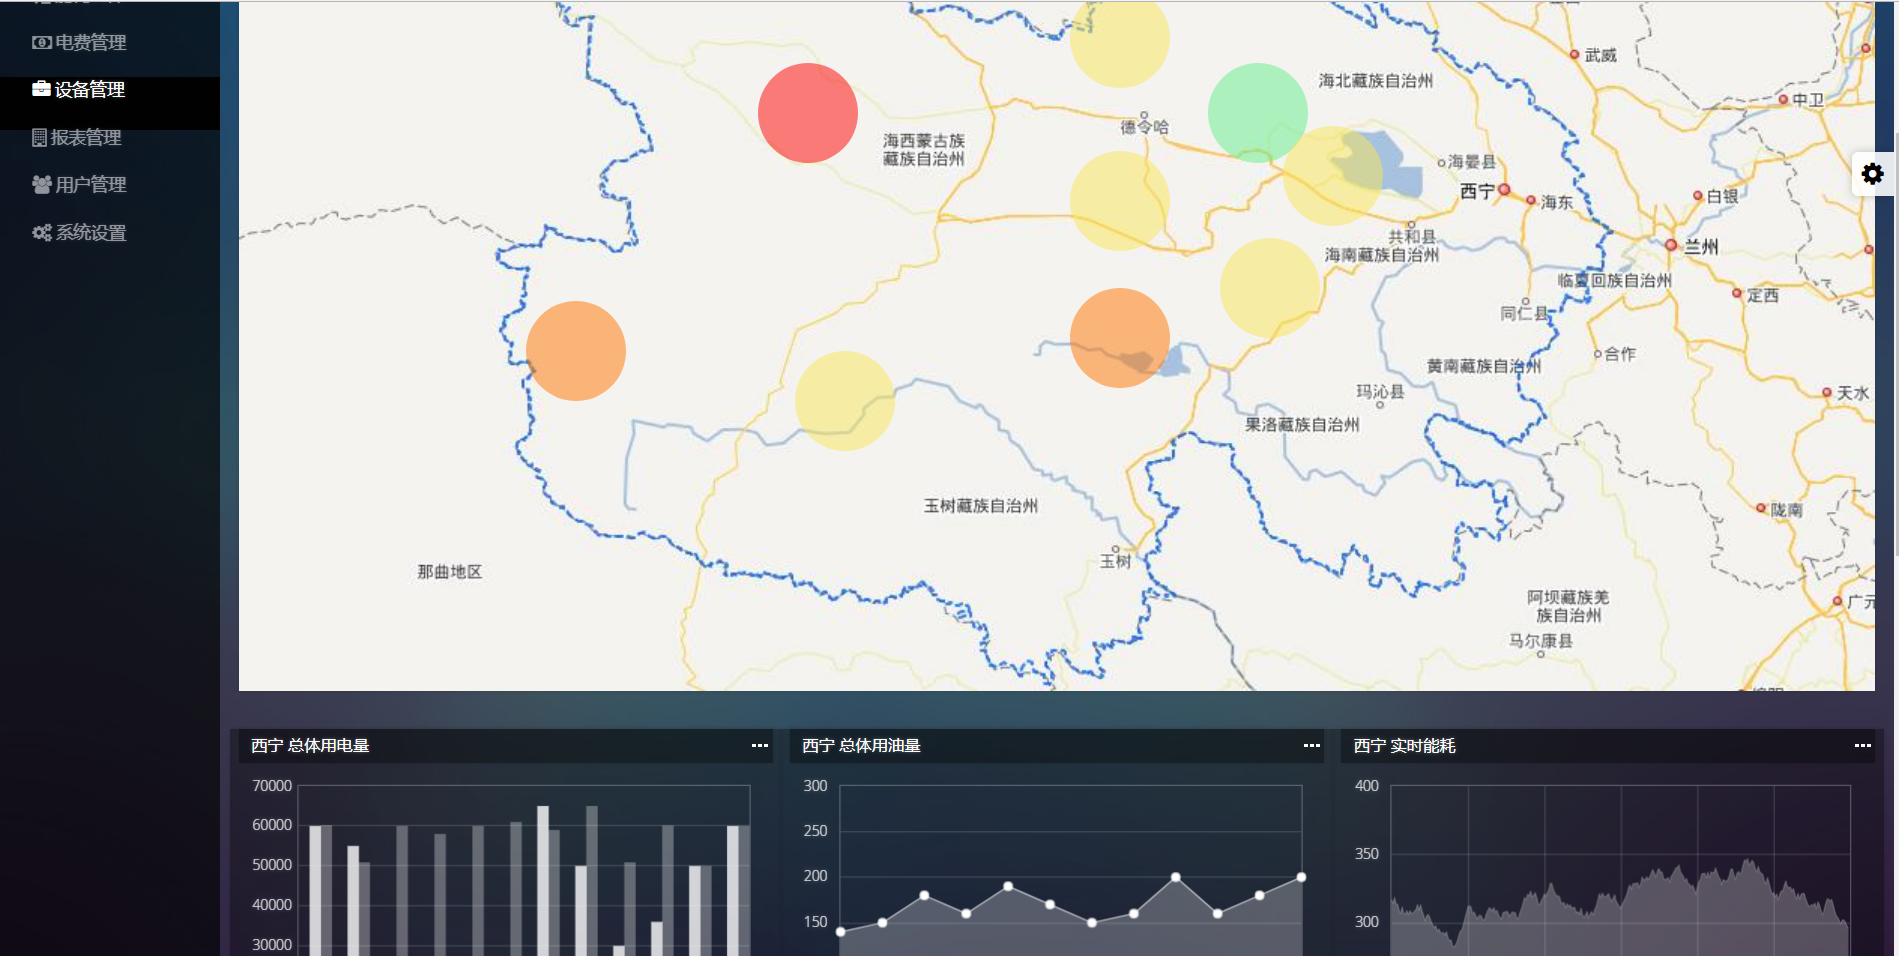 电费管理
设备管理
报表管理
用户管理
系统设置
武威
海北藏族自治州
中卫
德令哈
海西蒙古族
藏族自治州
海晏县
西宁
海东
白银
共和县
海南藏族自治州
兰州
临夏回族自治州
定西
同仁县
合作
黄南藏族自治州
玛沁县
天水
果洛藏族自治州
玉树藏族自治州
陇南
玉树
那曲地区
阿坝藏族羌
族自治州
广元
马尔康县
西宁 总体用电量
70000
60000
50000
40000
30000
西宁 总体用油量
300
250
200
150
西宁 实时能耗
400
350
300